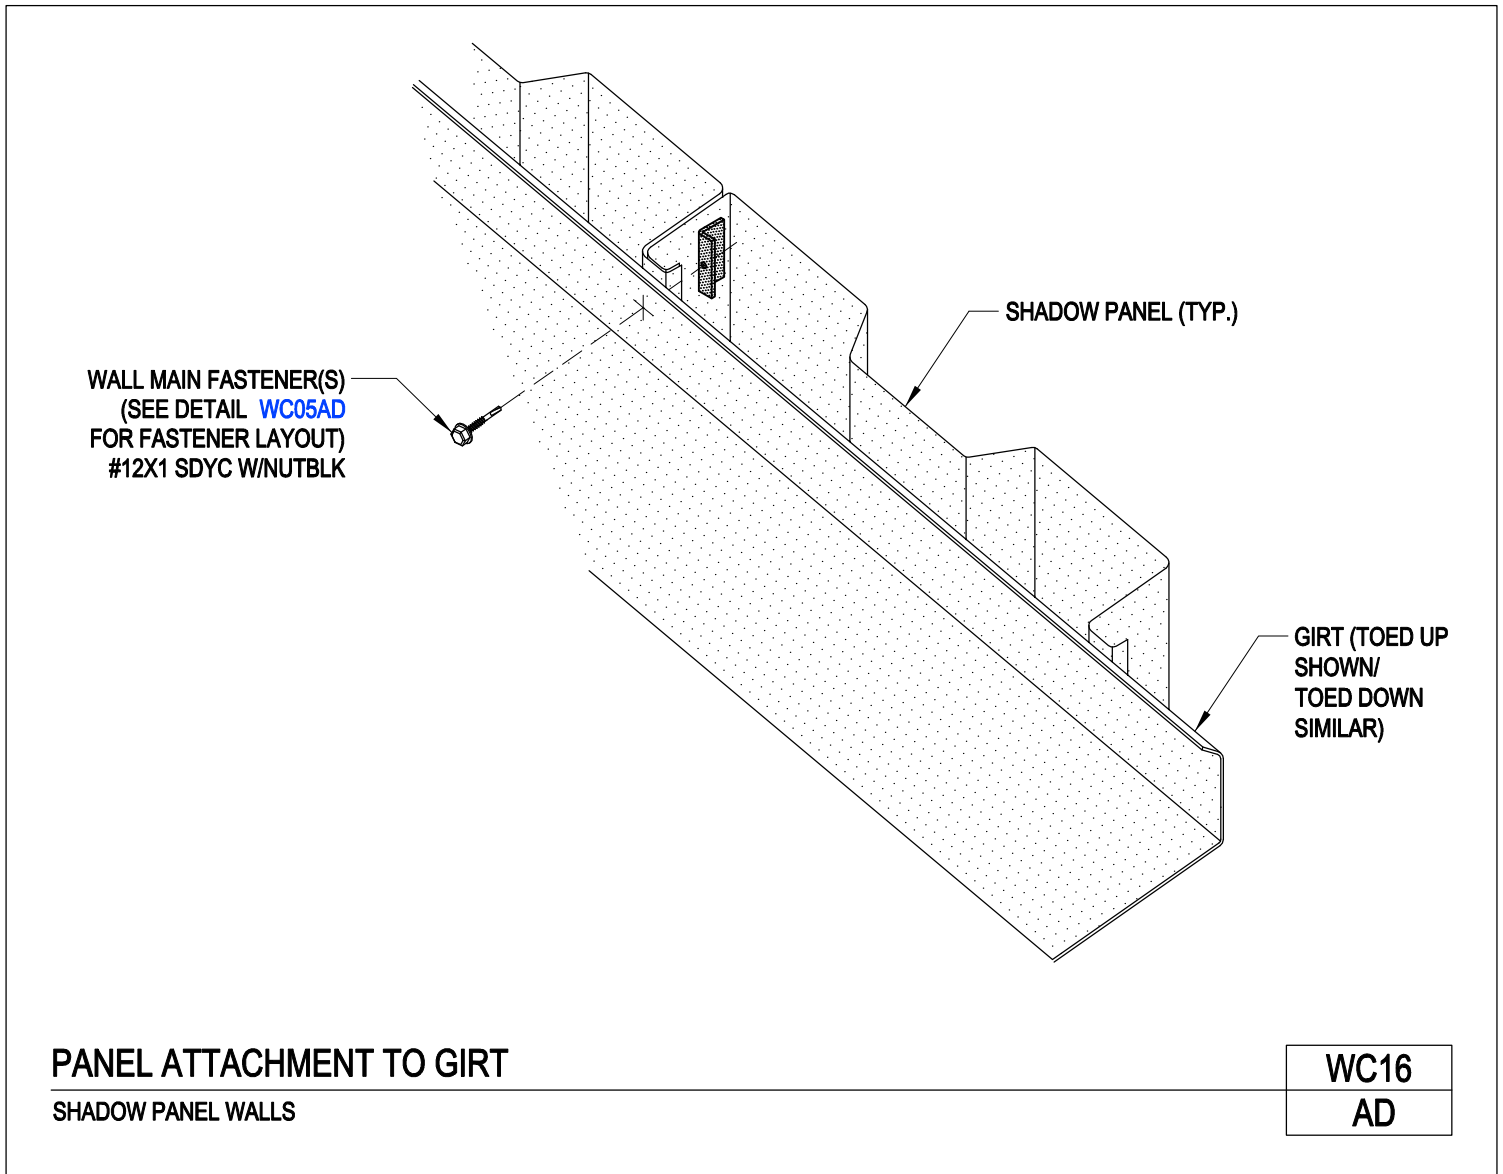 SHADOW PANEL (TYP.)
WALL MAIN FASTENER(S)
(SEE DETAIL WC05AD
FOR FASTENER LAYOUT)
#12X1 SDYC W/NUTBLK
GIRT (TOED UP
SHOWN/
TOED DOWN
SIMILAR)
PANEL ATTACHMENT TO GIRT
SHADOW PANEL WALLS
WC16
AD